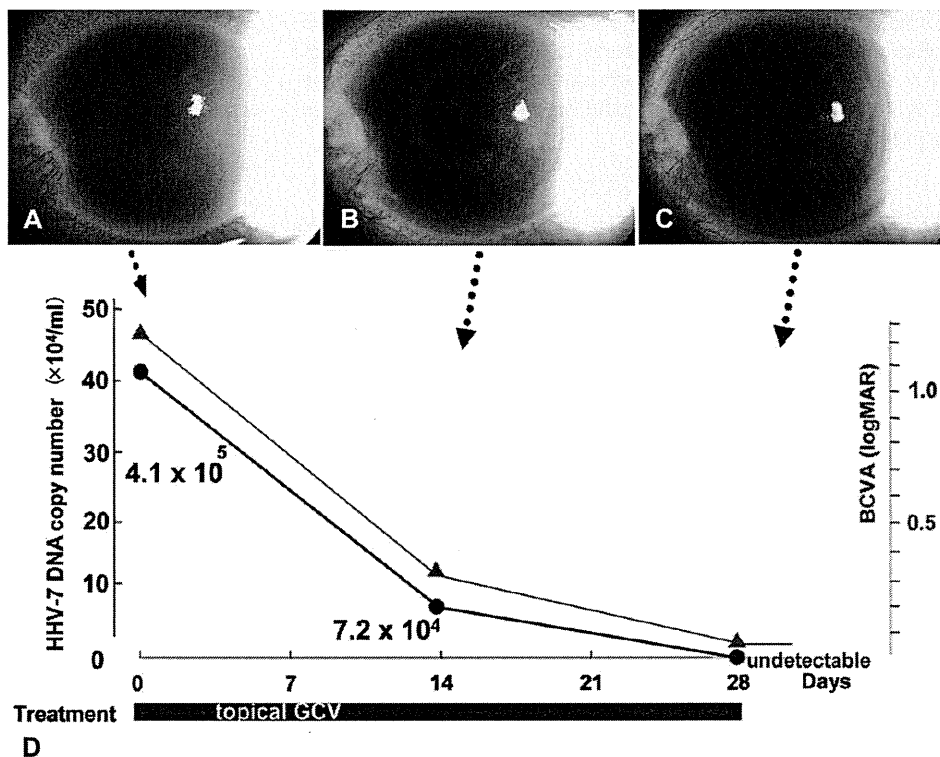 A
B
C
HHV-7 DNA copy number (×10⁴/ml)
50
40
30
20
10
0
4.1 x 10⁵
7.2 x 10⁴
undetectable
BCVA (logMAR)
1.0
0.5
0
7
14
21
28
Days
Treatment
topical GCV
D